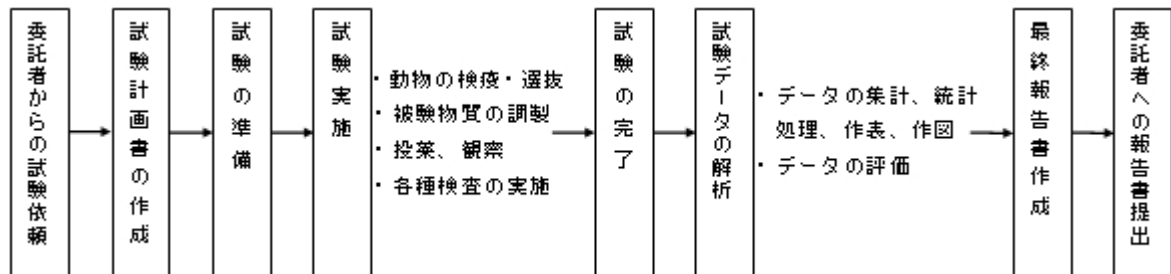 委託者からの試験依頼
試験計画書の作成
試験の準備
試験実施
・動物の検疫・選抜
・被験物質の調製
・投薬、観察
・各種検査の実施
試験の完了
試験データの解析
・データの集計、統計
処理、作表、作図
・データの評価
最終報告書作成
委託者への報告書提出